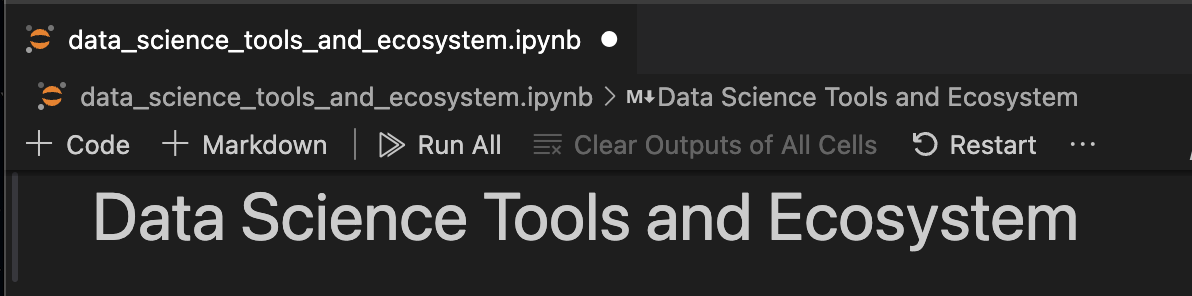 data_science_tools_and_ecosystem.ipynb
data_science_tools_and_ecosystem.ipynb > M↓ Data Science Tools and Ecosystem
+ Code + Markdown | Run All Clear Outputs of All Cells Restart ...
Data Science Tools and Ecosystem